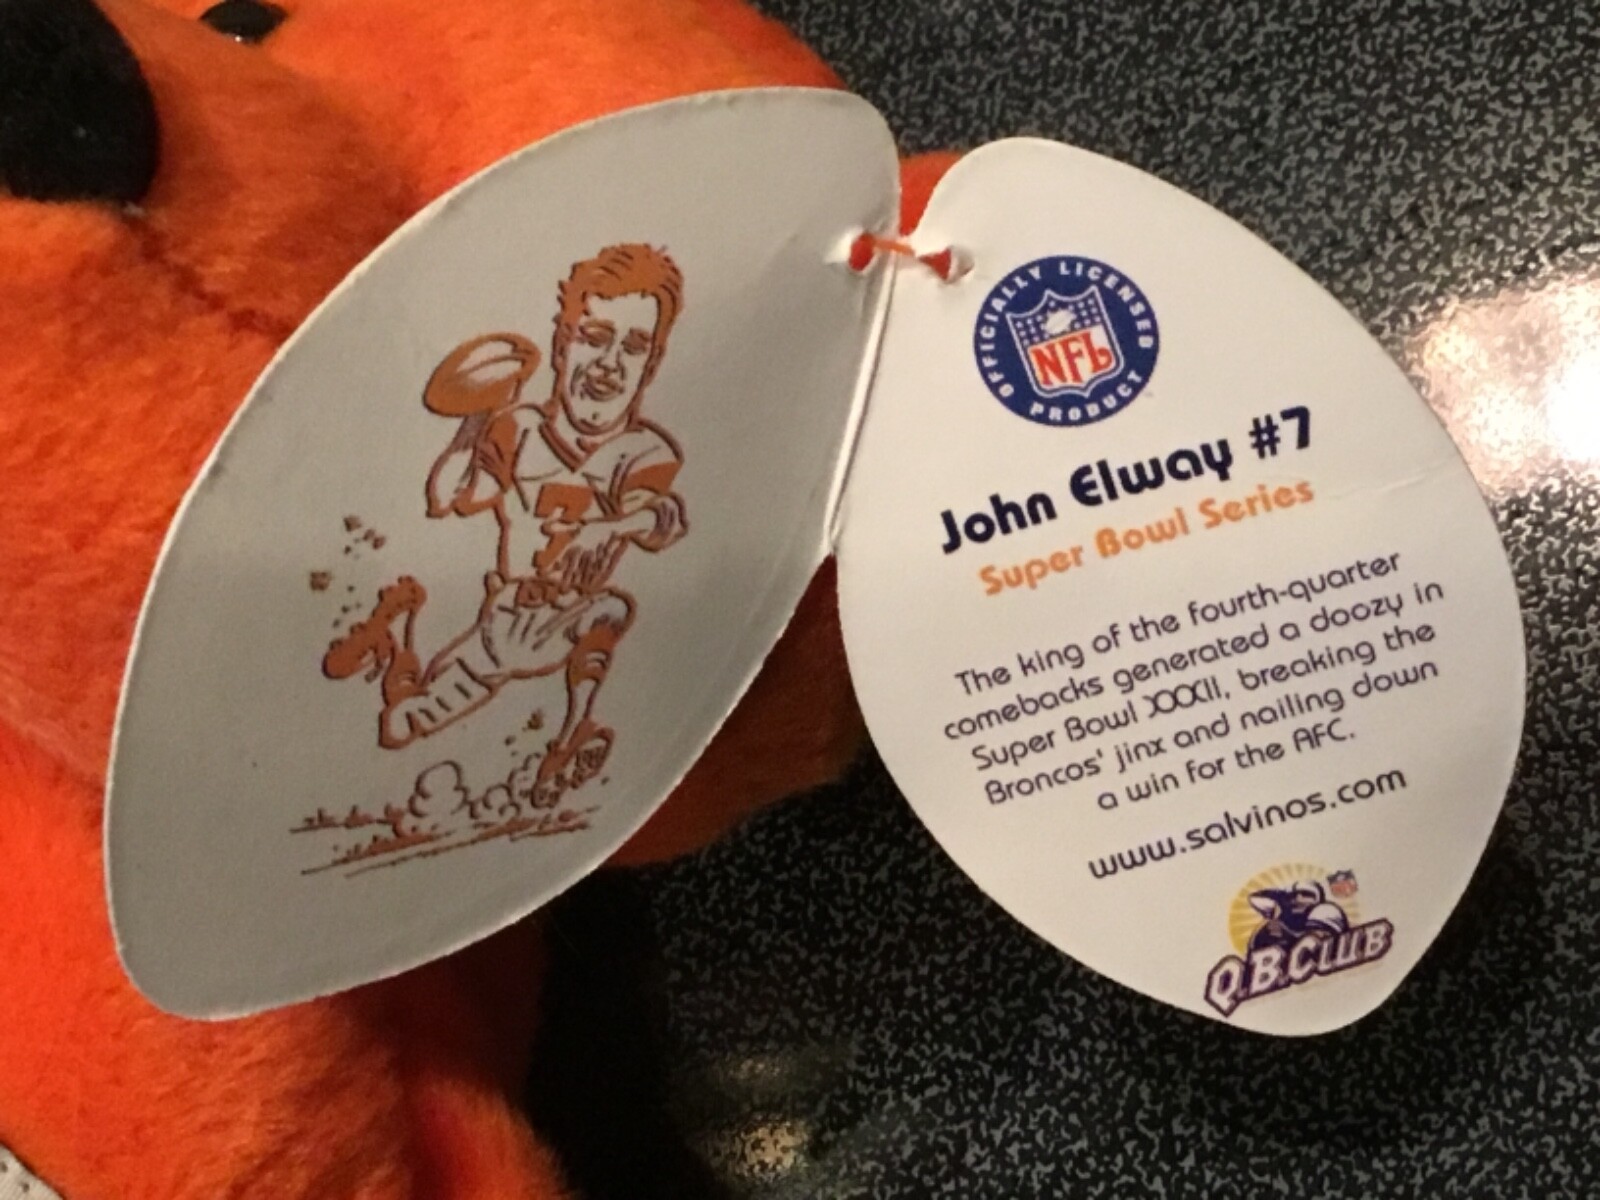 7
OFFICIALLY LICENSED
NFL
PRODUCT
John Elway #7
Super Bowl Series
The king of the fourth-quarter
comebacks generated a doozy in
Super Bowl XXXII, breaking the
Broncos' jinx and nailing down
a win for the AFC.
www.salvinos.com
Q.B. CLUB